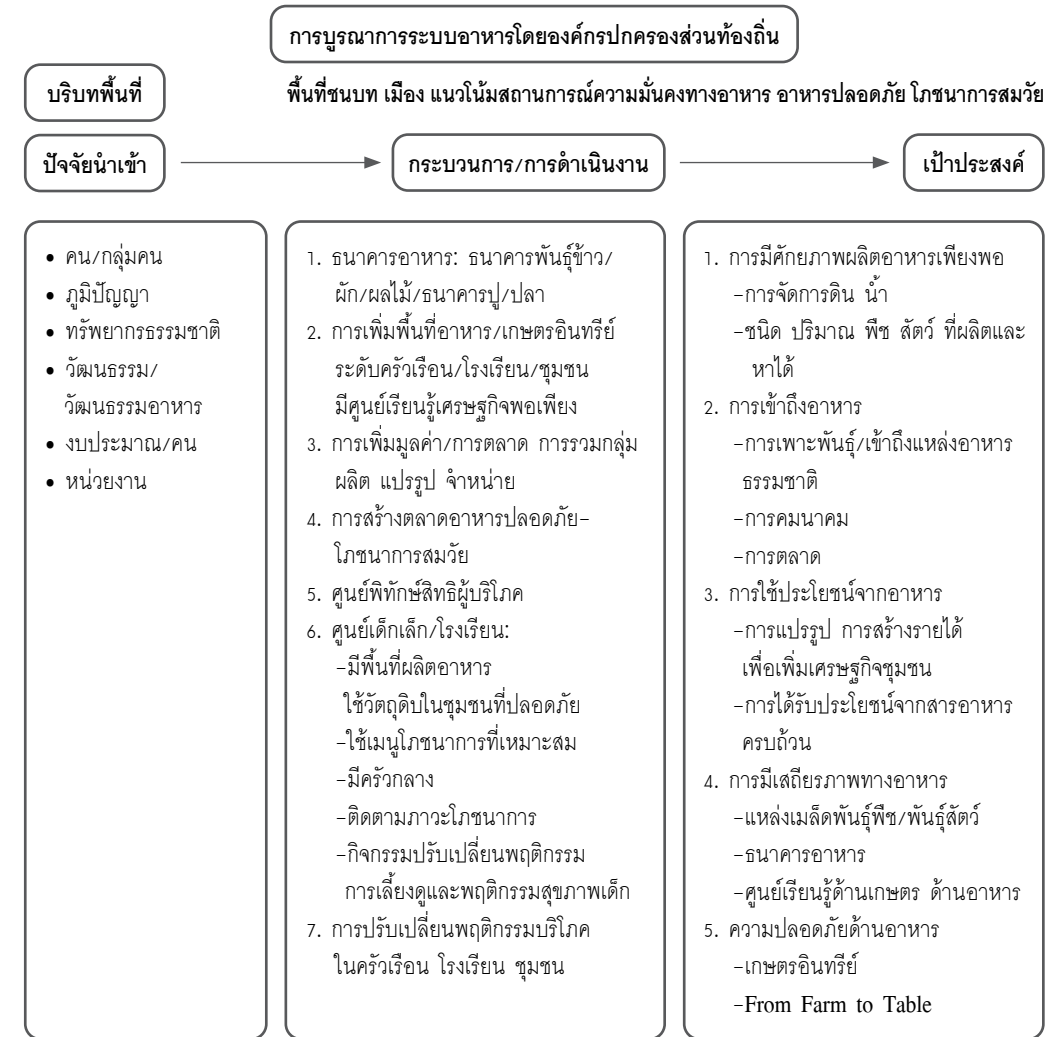 การบูรณาการระบบอาหารโดยองค์กรปกครองส่วนท้องถิ่น
บริบทพื้นที่
พื้นที่ชนบท เมือง แนวโน้มสถานการณ์ความมั่นคงทางอาหาร อาหารปลอดภัย โภชนาการสมวัย
ปัจจัยนำเข้า
กระบวนการ/การดำเนินงาน
เป้าประสงค์
• คน/กลุ่มคน
• ภูมิปัญญา
• ทรัพยากรธรรมชาติ
• วัฒนธรรม/
วัฒนธรรมอาหาร
• งบประมาณ/คน
• หน่วยงาน
1. ธนาคารอาหาร: ธนาคารพันธุ์ข้าว/
ผัก/ผลไม้/ธนาคารปู/ปลา
2. การเพิ่มพื้นที่อาหาร/เกษตรอินทรีย์
ระดับครัวเรือน/โรงเรียน/ชุมชน
มีศูนย์เรียนรู้เศรษฐกิจพอเพียง
3. การเพิ่มมูลค่า/การตลาด การรวมกลุ่ม
ผลิต แปรรูป จำหน่าย
4. การสร้างตลาดอาหารปลอดภัย-
โภชนาการสมวัย
5. ศูนย์พิทักษ์สิทธิผู้บริโภค
6. ศูนย์เด็กเล็ก/โรงเรียน:
-มีพื้นที่ผลิตอาหาร
ใช้วัตถุดิบในชุมชนที่ปลอดภัย
-ใช้เมนูโภชนาการที่เหมาะสม
-มีครัวกลาง
-ติดตามภาวะโภชนาการ
-กิจกรรมปรับเปลี่ยนพฤติกรรม
การเลี้ยงดูและพฤติกรรมสุขภาพเด็ก
7. การปรับเปลี่ยนพฤติกรรมบริโภค
ในครัวเรือน โรงเรียน ชุมชน
1. การมีศักยภาพผลิตอาหารเพียงพอ
-การจัดการดิน น้ำ
-ชนิด ปริมาณ พืช สัตว์ ที่ผลิตและ
หาได้
2. การเข้าถึงอาหาร
-การเพาะพันธุ์/เข้าถึงแหล่งอาหาร
ธรรมชาติ
-การคมนาคม
-การตลาด
3. การใช้ประโยชน์จากอาหาร
-การแปรรูป การสร้างรายได้
เพื่อเพิ่มเศรษฐกิจชุมชน
-การได้รับประโยชน์จากสารอาหาร
ครบถ้วน
4. การมีเสถียรภาพทางอาหาร
-แหล่งเมล็ดพันธุ์พืช/พันธุ์สัตว์
-ธนาคารอาหาร
-ศูนย์เรียนรู้ด้านเกษตร ด้านอาหาร
5. ความปลอดภัยด้านอาหาร
-เกษตรอินทรีย์
-From Farm to Table